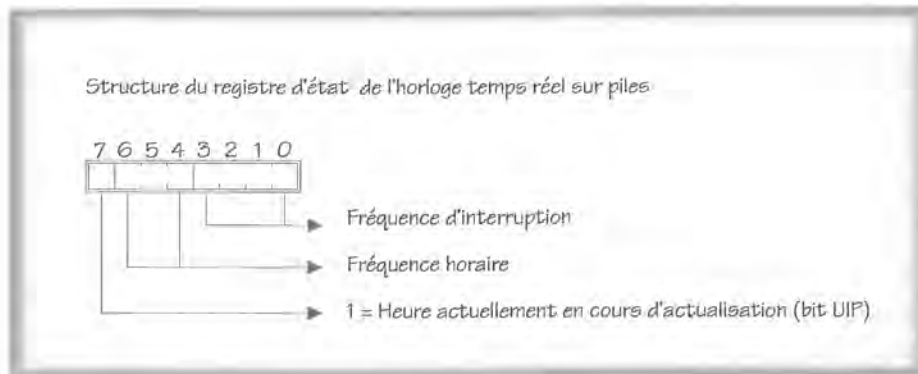 Structure du registre d'état de l'horloge temps réel sur piles
7 6 5 4 3 2 1 0
Fréquence d'interruption
Fréquence horaire
1 = Heure actuellement en cours d'actualisation (bit UIP)